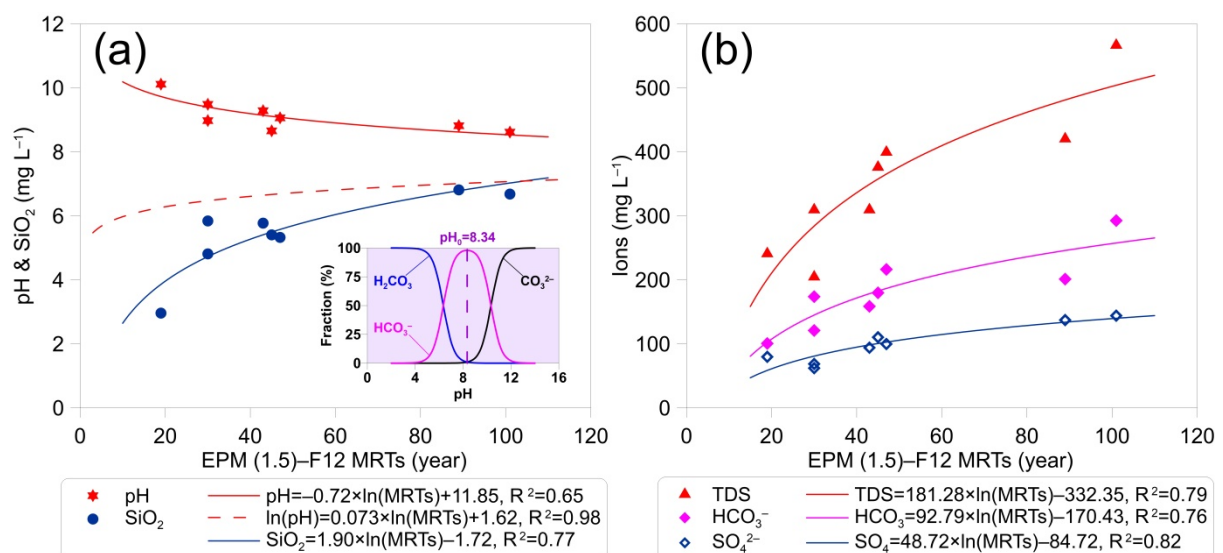 (a)
pH & SiO₂ (mg L⁻¹)
12
10
8
6
4
2
0
0 20 40 60 80 100 120
EPM (1.5)–F12 MRTs (year)
pH₀=8.34
Fraction (%)
100
75
50
25
0
H₂CO₃
HCO₃⁻
CO₃²⁻
0 4 8 12 16
pH
pH
SiO₂
pH=–0.72×ln(MRTs)+11.85, R²=0.65
ln(pH)=0.073×ln(MRTs)+1.62, R²=0.98
SiO₂=1.90×ln(MRTs)–1.72, R²=0.77
(b)
Ions (mg L⁻¹)
600
500
400
300
200
100
0
0 20 40 60 80 100 120
EPM (1.5)–F12 MRTs (year)
TDS
HCO₃⁻
SO₄²⁻
TDS=181.28×ln(MRTs)–332.35, R²=0.79
HCO₃=92.79×ln(MRTs)–170.43, R²=0.76
SO₄=48.72×ln(MRTs)–84.72, R²=0.82